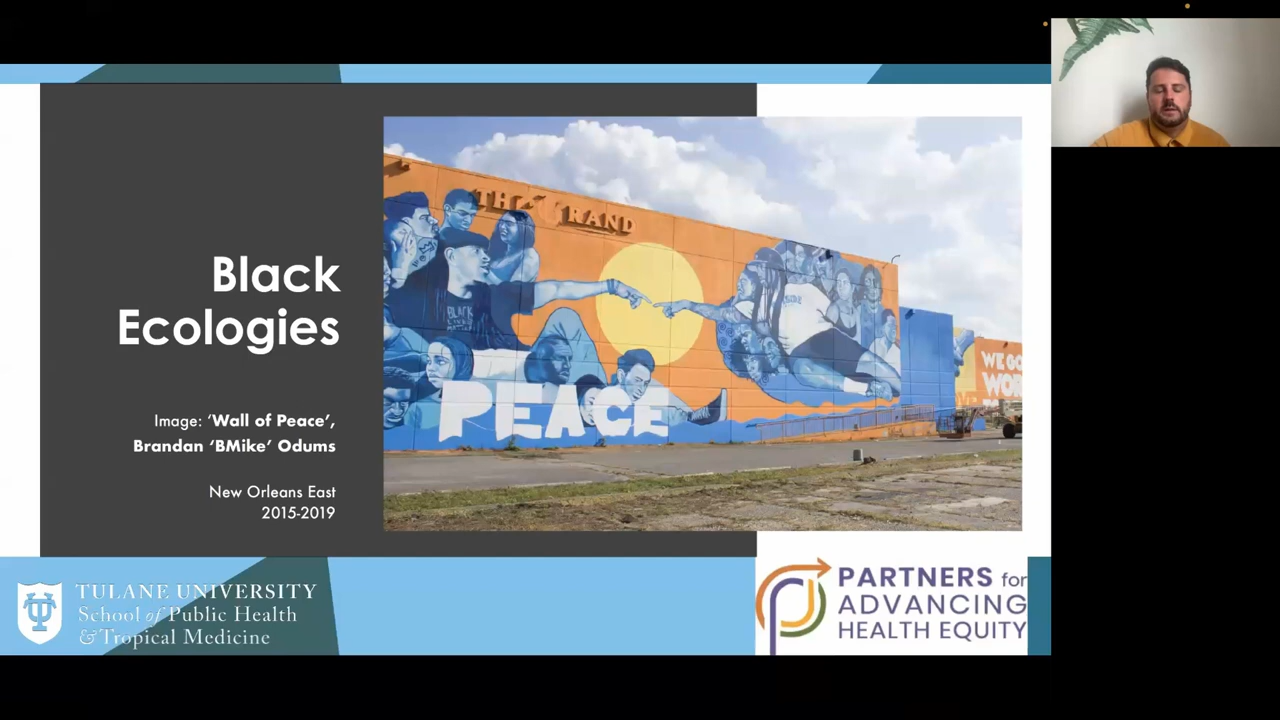 Black
Ecologies
Image: ‘Wall of Peace’,
Brandan ‘BMike’ Odums
New Orleans East
2015-2019
THE GRAND
BLACK
LIVES
PEACE
WE GO
TULANE UNIVERSITY
School of Public Health
& Tropical Medicine
PARTNERS for
ADVANCING
HEALTH EQUITY